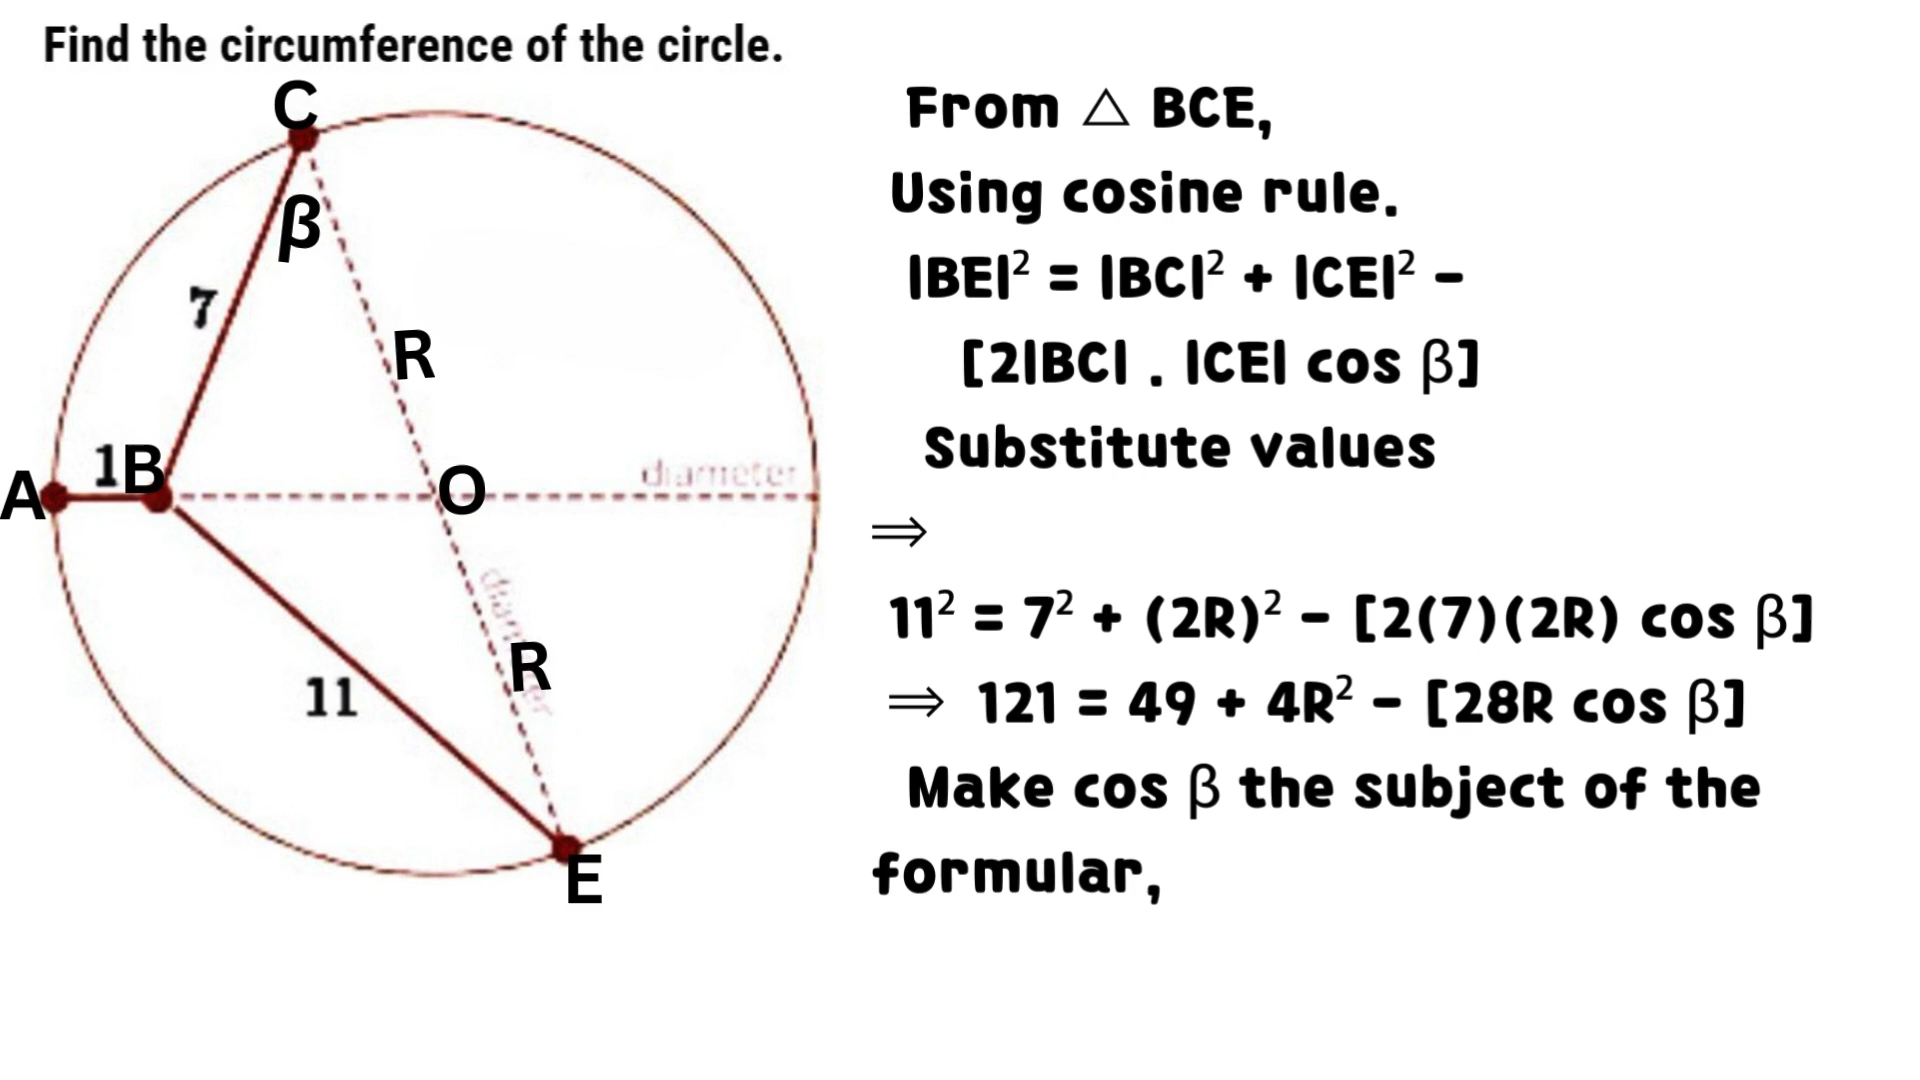 Find the circumference of the circle.
C
β
7
R
1
B
A
O
diameter
diameter
R
11
E
From △ BCE,
Using cosine rule.
|BE|² = |BC|² + |CE|² -
[2|BC| . |CE| cos β]
Substitute values
⇒
11² = 7² + (2R)² - [2(7)(2R) cos β]
⇒ 121 = 49 + 4R² - [28R cos β]
Make cos β the subject of the
formular,